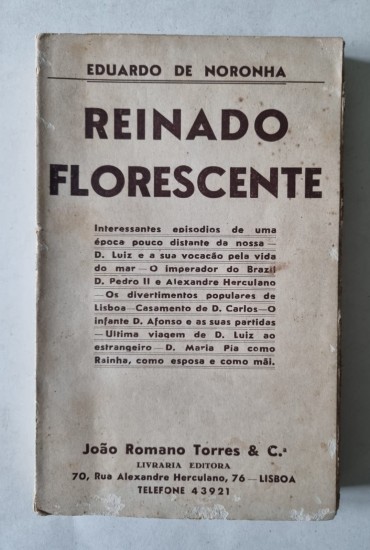 EDUARDO DE NORONHA
REINADO
FLORESCENTE
Interessantes episodios de uma
época pouco distante da nossa —
D. Luiz e a sua vocacão pela vida
do mar — O imperador do Brazil
D. Pedro II e Alexandre Herculano
— Os divertimentos populares de
Lisboa — Casamento de D. Carlos — O
infante D. Afonso e as suas partidas
— Ultima viagem de D. Luiz ao
estrangeiro — D. Maria Pia como
Rainha, como esposa e como mãi.
João Romano Torres & C.ª
LIVRARIA EDITORA
70, Rua Alexandre Herculano, 76 — LISBOA
TELEFONE 43921